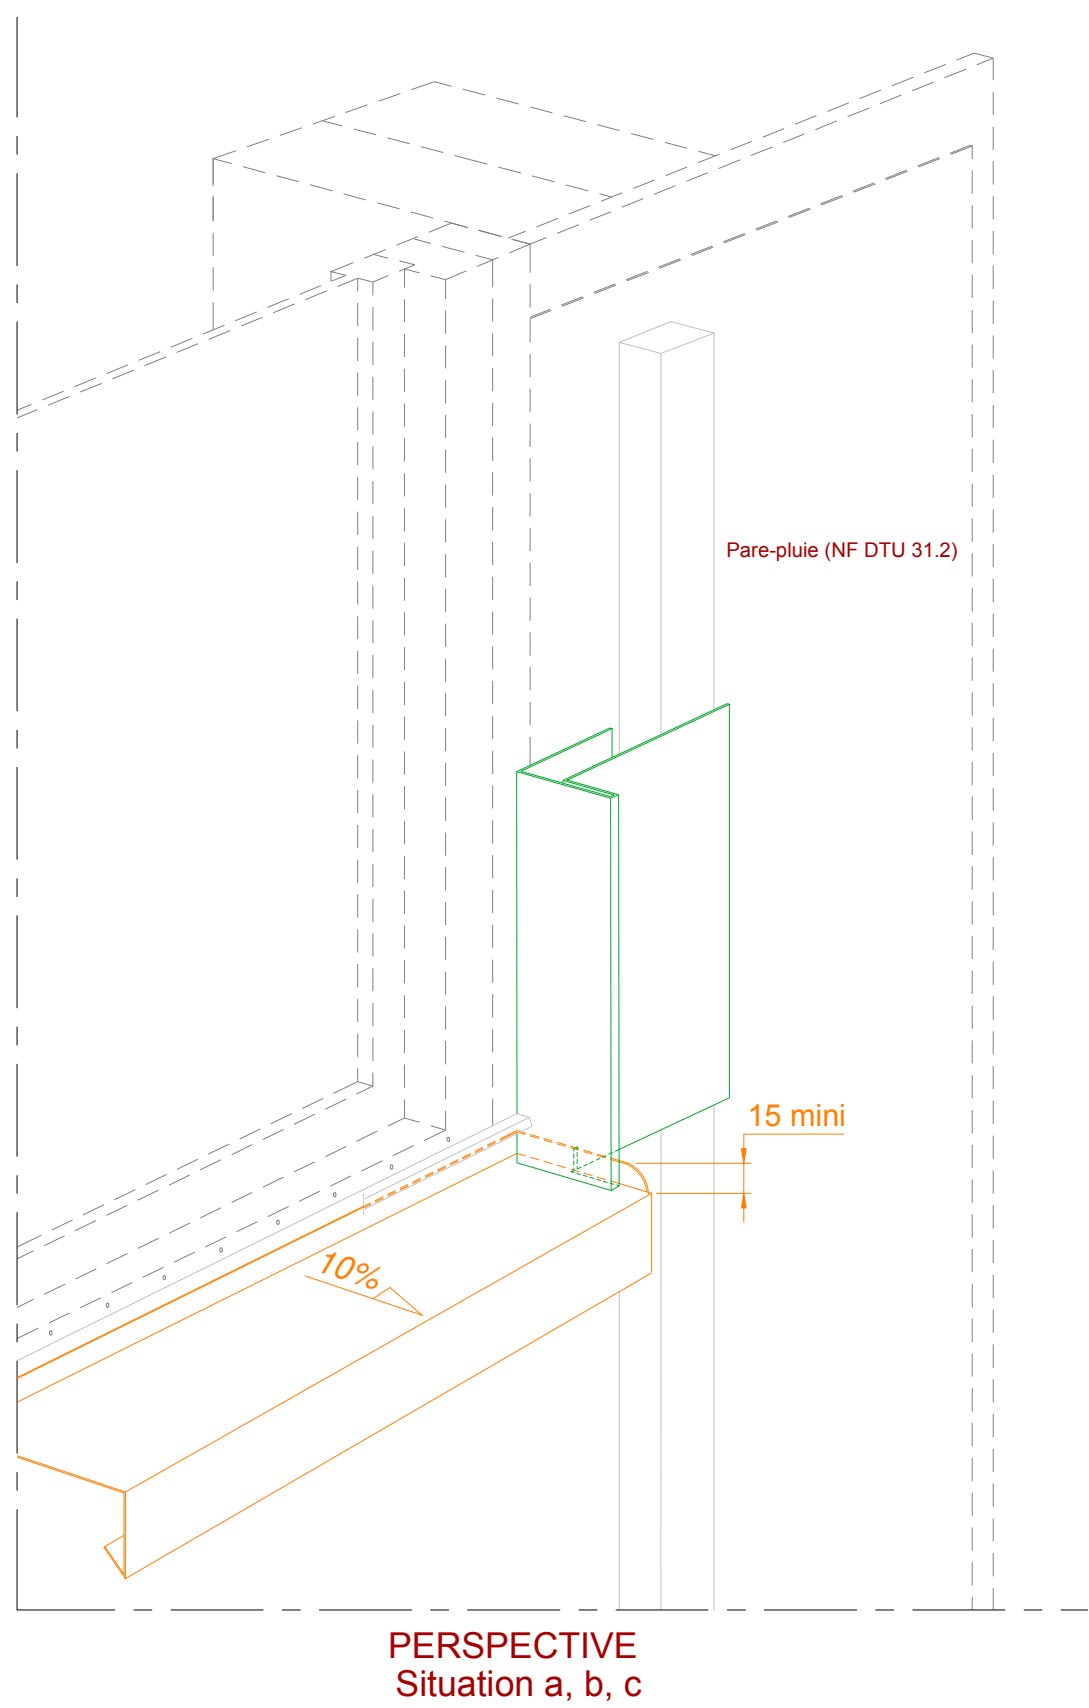 Pare-pluie (NF DTU 31.2)
15 mini
10%
PERSPECTIVE
Situation a, b, c